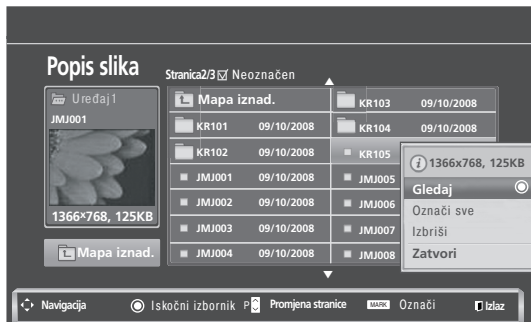 Popis slika
Stranica2/3 Neoznačen
Uređaj1
JMJ001
1366×768, 125KB
Mapa iznad.
Mapa iznad.
KR101 09/10/2008
KR102 09/10/2008
JMJ001 09/10/2008
JMJ002 09/10/2008
JMJ003 09/10/2008
JMJ004 09/10/2008
KR103 09/10/2008
KR104 09/10/2008
KR105
JMJ005
JMJ006
JMJ007
JMJ008
1366x768, 125KB
Gledaj
Označi sve
Izbriši
Zatvori
Navigacija Iskočni izbornik P Promjena stranice MARK Označi Izlaz